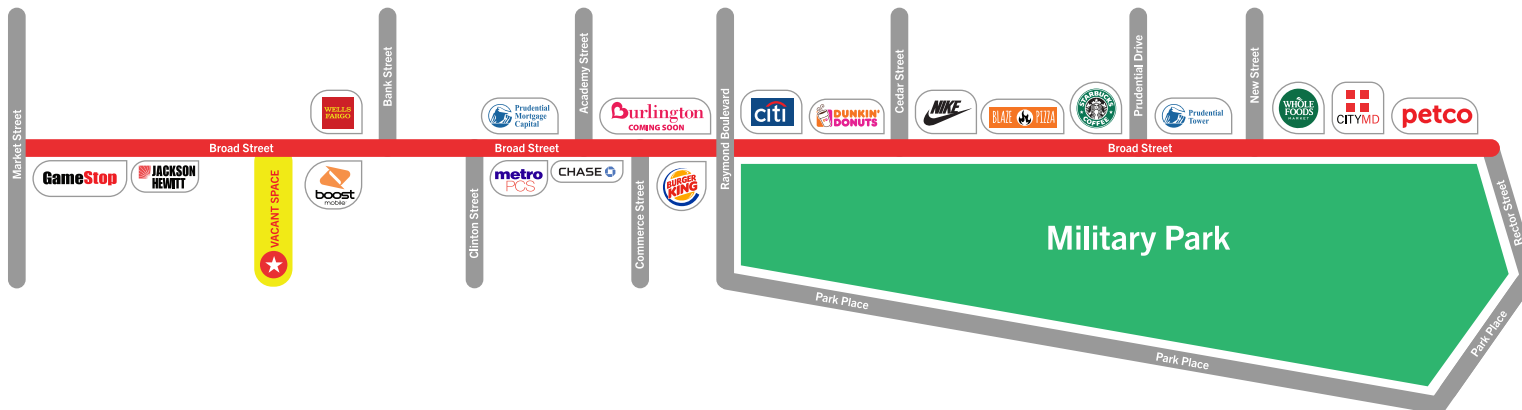 Market Street
Bank Street
Academy Street
Raymond Boulevard
Cedar Street
Prudential Drive
New Street
WELLS
FARGO
Prudential
Mortgage
Capital
Burlington
COMING SOON
citi
DUNKIN'
DONUTS
NIKE
BLAZE PIZZA
STARBUCKS
COFFEE
Prudential
Tower
WHOLE
FOODS
MARKET
CITYMD
petco
Broad Street
Broad Street
Broad Street
GameStop
JACKSON
HEWITT
VACANT SPACE
boost
mobile
Clinton Street
metro
PCS
CHASE
Commerce Street
BURGER
KING
Military Park
Rector Street
Park Place
Park Place
Park Place